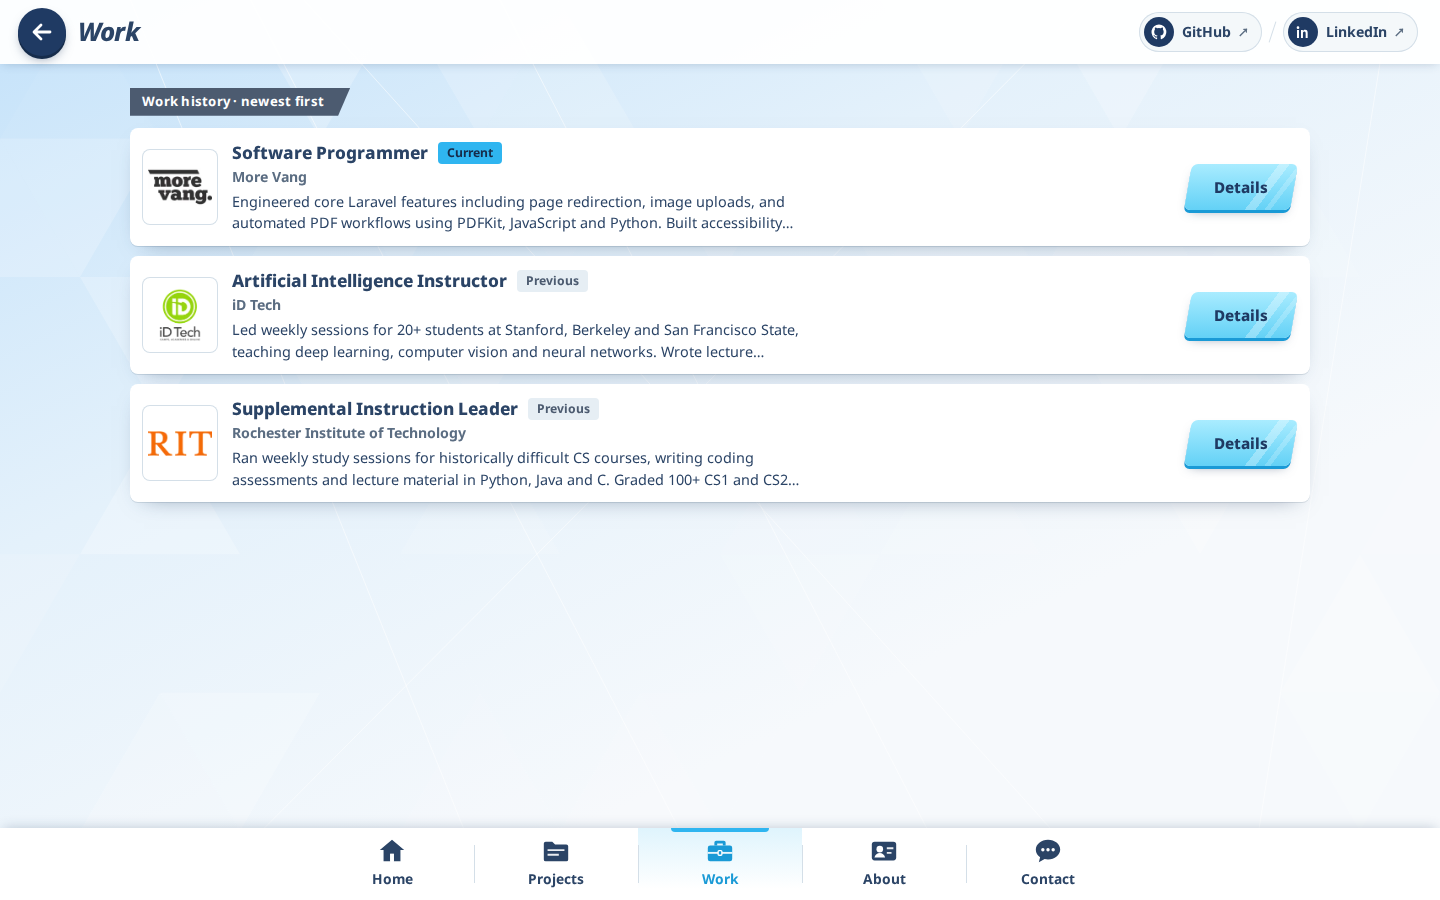 Work
GitHub ↗
LinkedIn ↗
Work history · newest first
more
vang.
Software Programmer Current
More Vang
Engineered core Laravel features including page redirection, image uploads, and
automated PDF workflows using PDFKit, JavaScript and Python. Built accessibility…
Details
iD
iD Tech
Artificial Intelligence Instructor Previous
iD Tech
Led weekly sessions for 20+ students at Stanford, Berkeley and San Francisco State,
teaching deep learning, computer vision and neural networks. Wrote lecture…
Details
RIT
Supplemental Instruction Leader Previous
Rochester Institute of Technology
Ran weekly study sessions for historically difficult CS courses, writing coding
assessments and lecture material in Python, Java and C. Graded 100+ CS1 and CS2…
Details
Home
Projects
Work
About
Contact